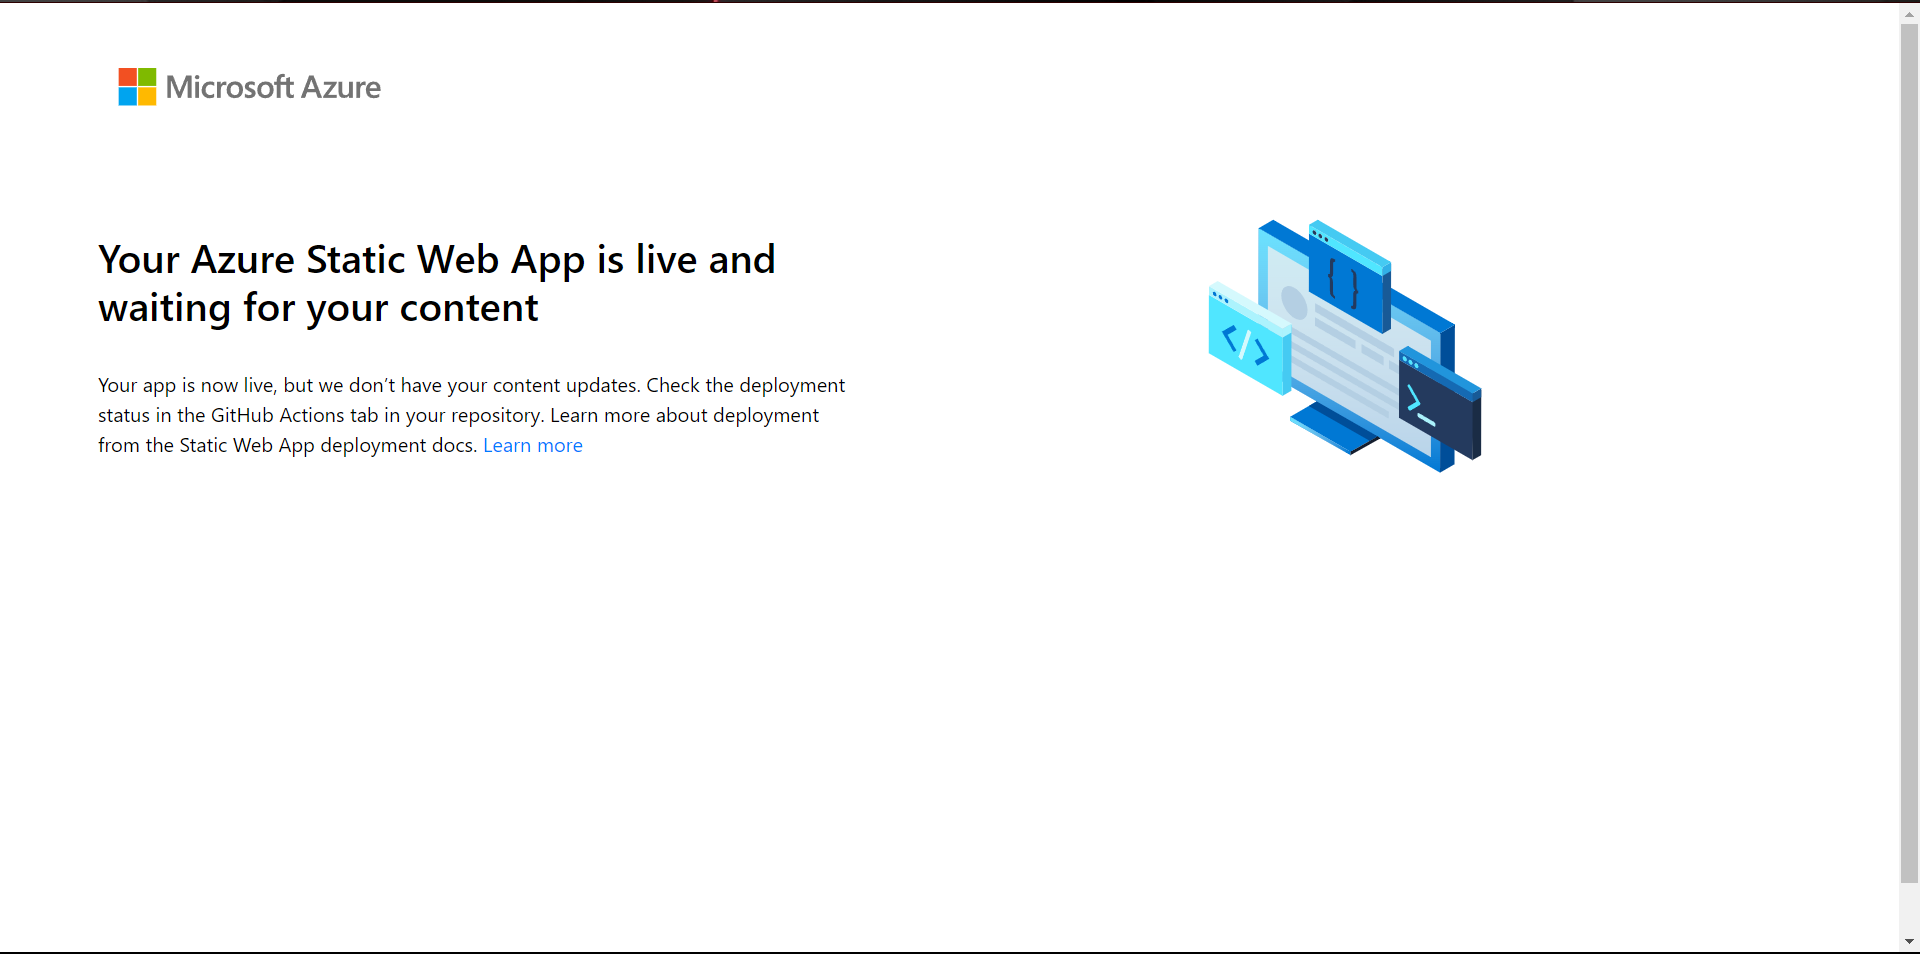 Microsoft Azure
Your Azure Static Web App is live and
waiting for your content
Your app is now live, but we don’t have your content updates. Check the deployment
status in the GitHub Actions tab in your repository. Learn more about deployment
from the Static Web App deployment docs. Learn more
{ }
</>
>_